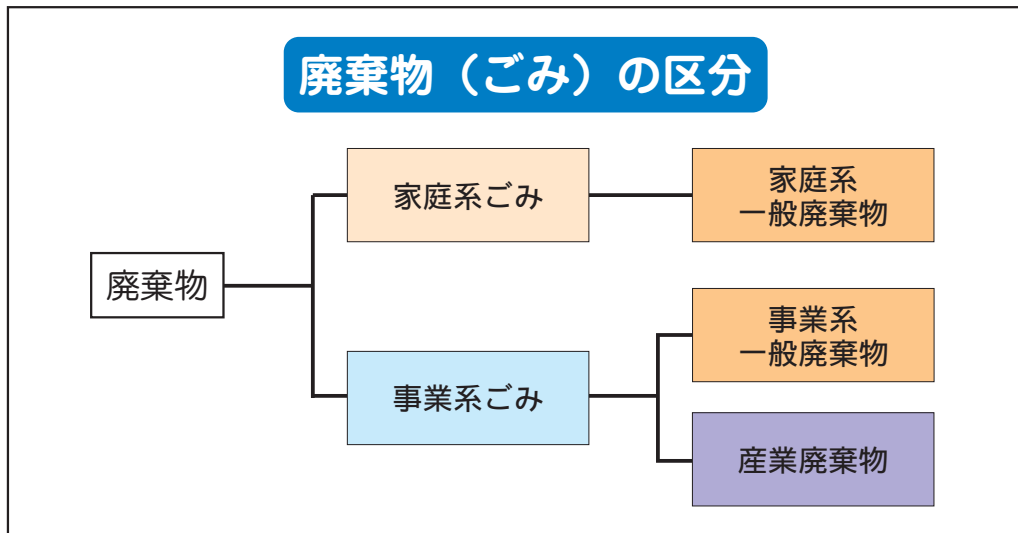 廃棄物（ごみ）の区分
廃棄物
家庭系ごみ
家庭系
一般廃棄物
事業系ごみ
事業系
一般廃棄物
産業廃棄物